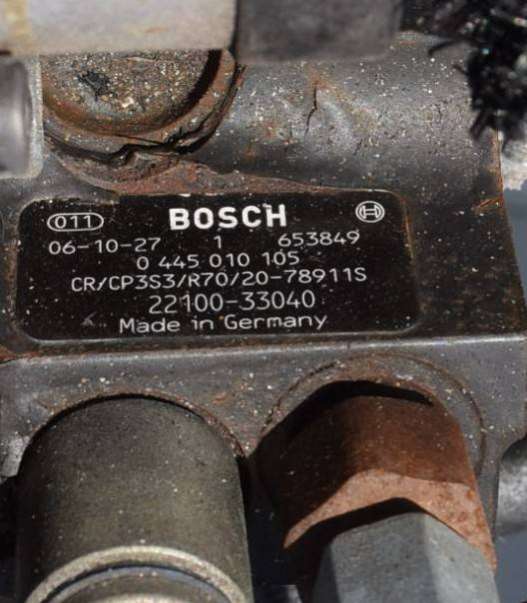 011 BOSCH
06-10-27 1 653849
0 445 010 105
CR/CP3S3/R70/20-78911S
22100-33040
Made in Germany